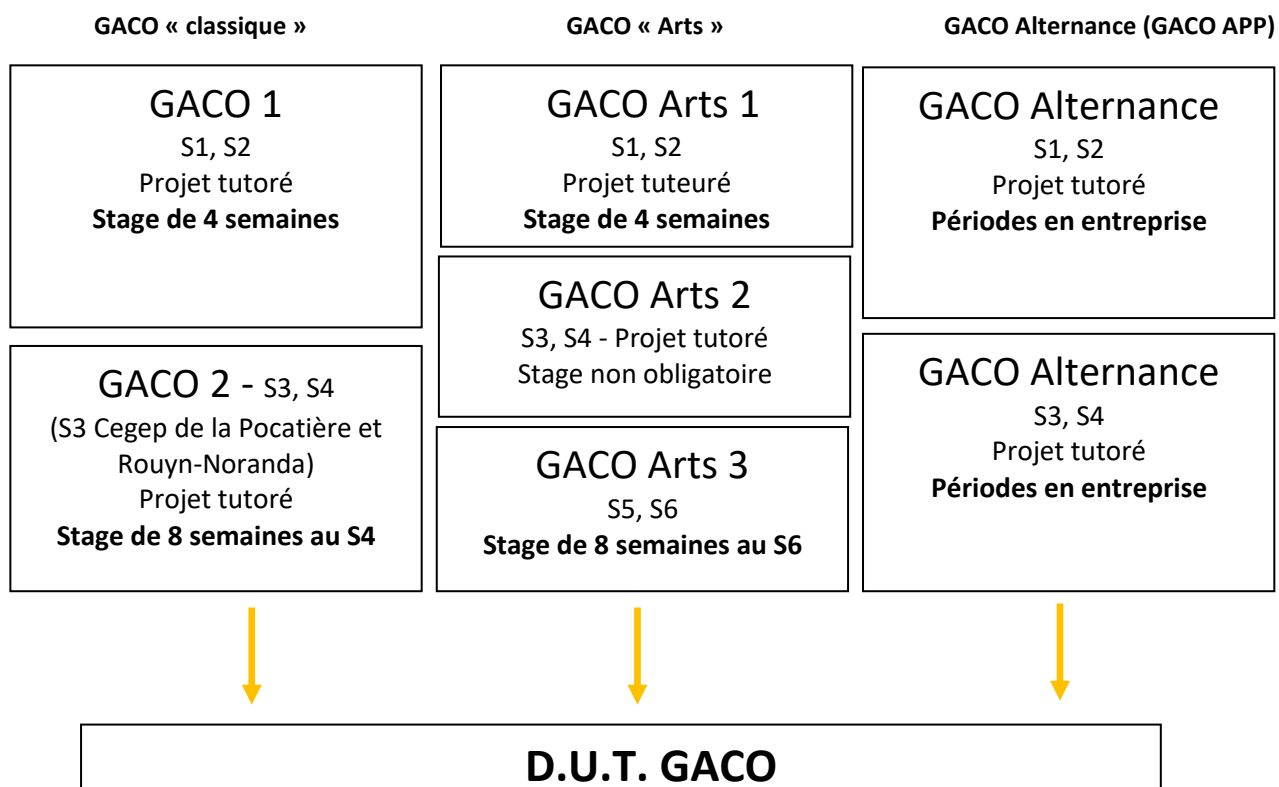 GACO « classique »
GACO « Arts »
GACO Alternance (GACO APP)
GACO 1
S1, S2
Projet tutoré
Stage de 4 semaines
GACO 2 - S3, S4
(S3 Cegep de la Pocatière et
Rouyn-Noranda)
Projet tutoré
Stage de 8 semaines au S4
GACO Arts 1
S1, S2
Projet tuteuré
Stage de 4 semaines
GACO Arts 2
S3, S4 - Projet tutoré
Stage non obligatoire
GACO Arts 3
S5, S6
Stage de 8 semaines au S6
GACO Alternance
S1, S2
Projet tutoré
Périodes en entreprise
GACO Alternance
S3, S4
Projet tutoré
Périodes en entreprise
D.U.T. GACO